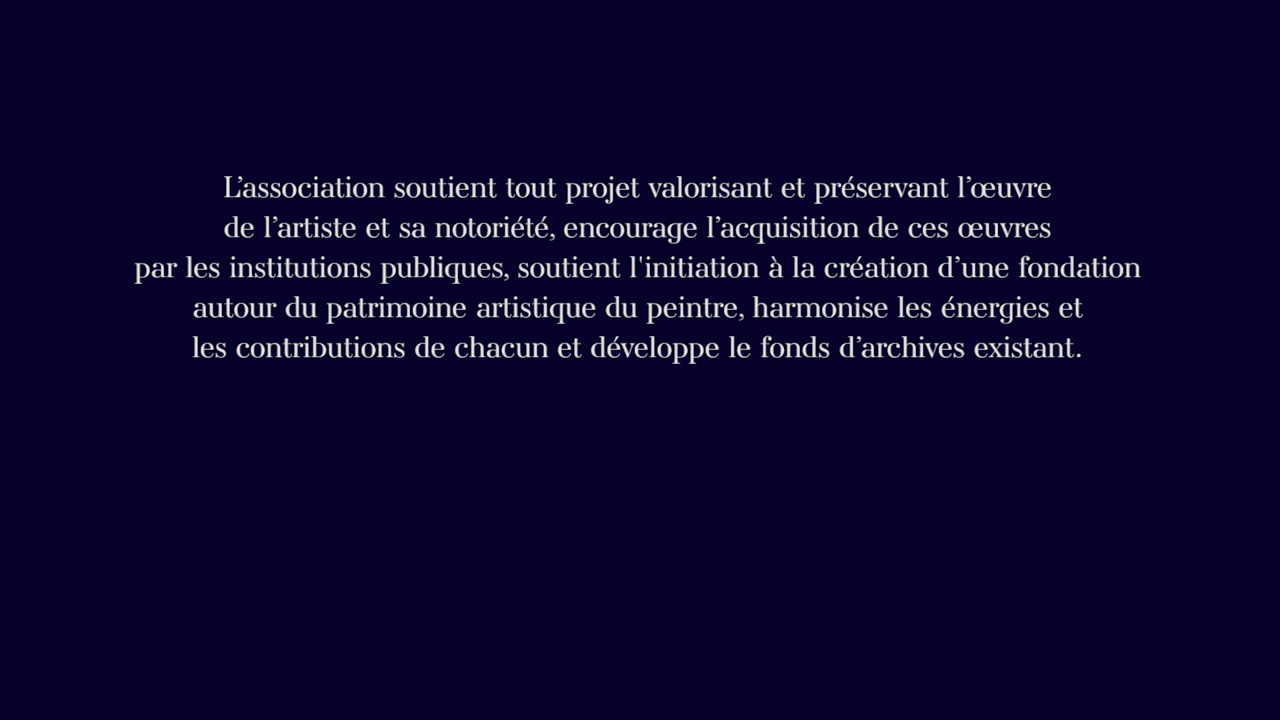 L’association soutient tout projet valorisant et préservant l’œuvre
de l’artiste et sa notoriété, encourage l’acquisition de ces œuvres
par les institutions publiques, soutient l'initiation à la création d’une fondation
autour du patrimoine artistique du peintre, harmonise les énergies et
les contributions de chacun et développe le fonds d’archives existant.